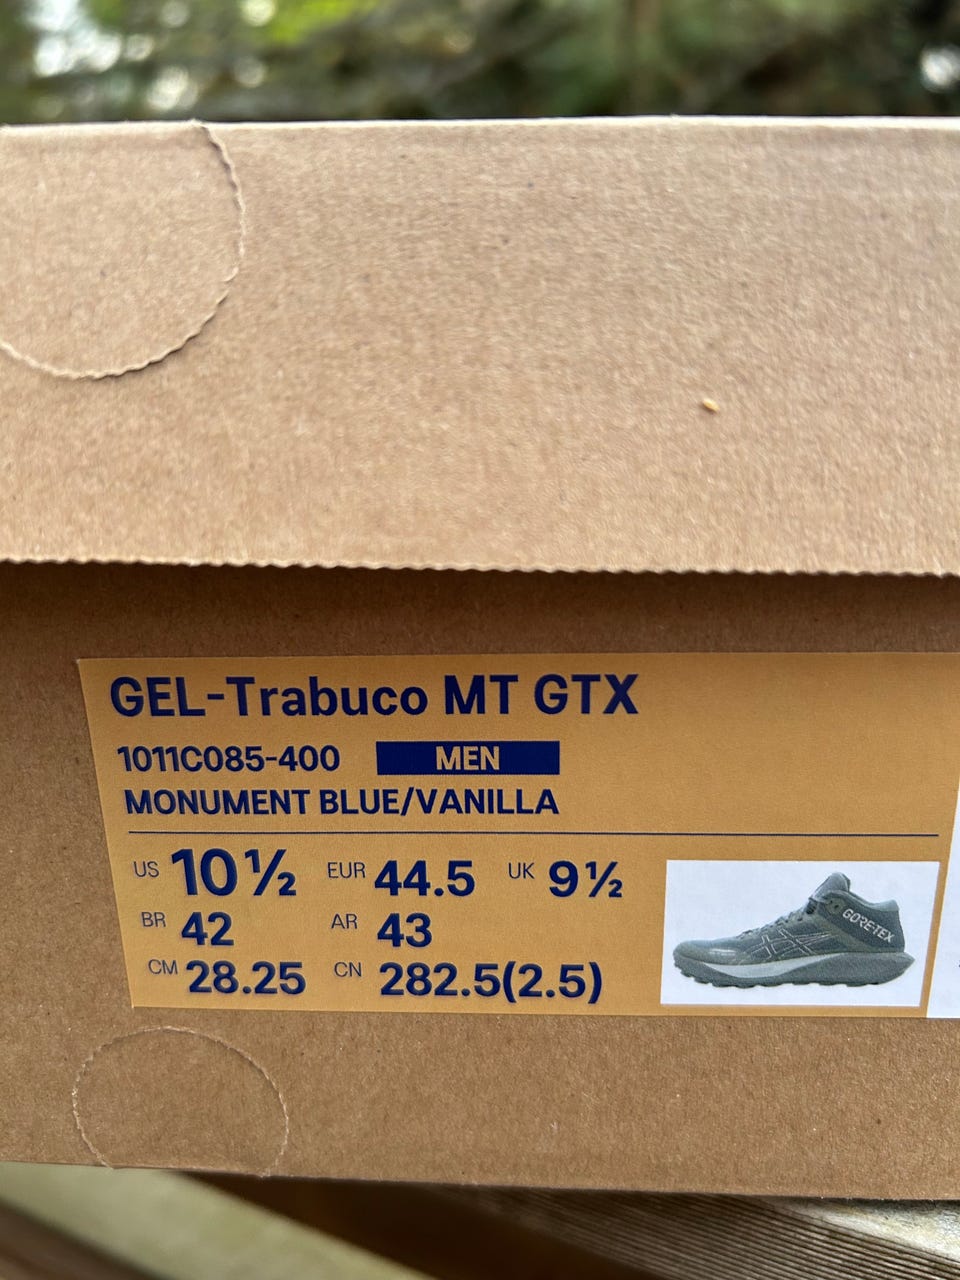 GEL-Trabuco MT GTX
1011C085-400 MEN
MONUMENT BLUE/VANILLA
US 10½ EUR 44.5 UK 9½
BR 42 AR 43
CM 28.25 CN 282.5(2.5)
GORE-TEX